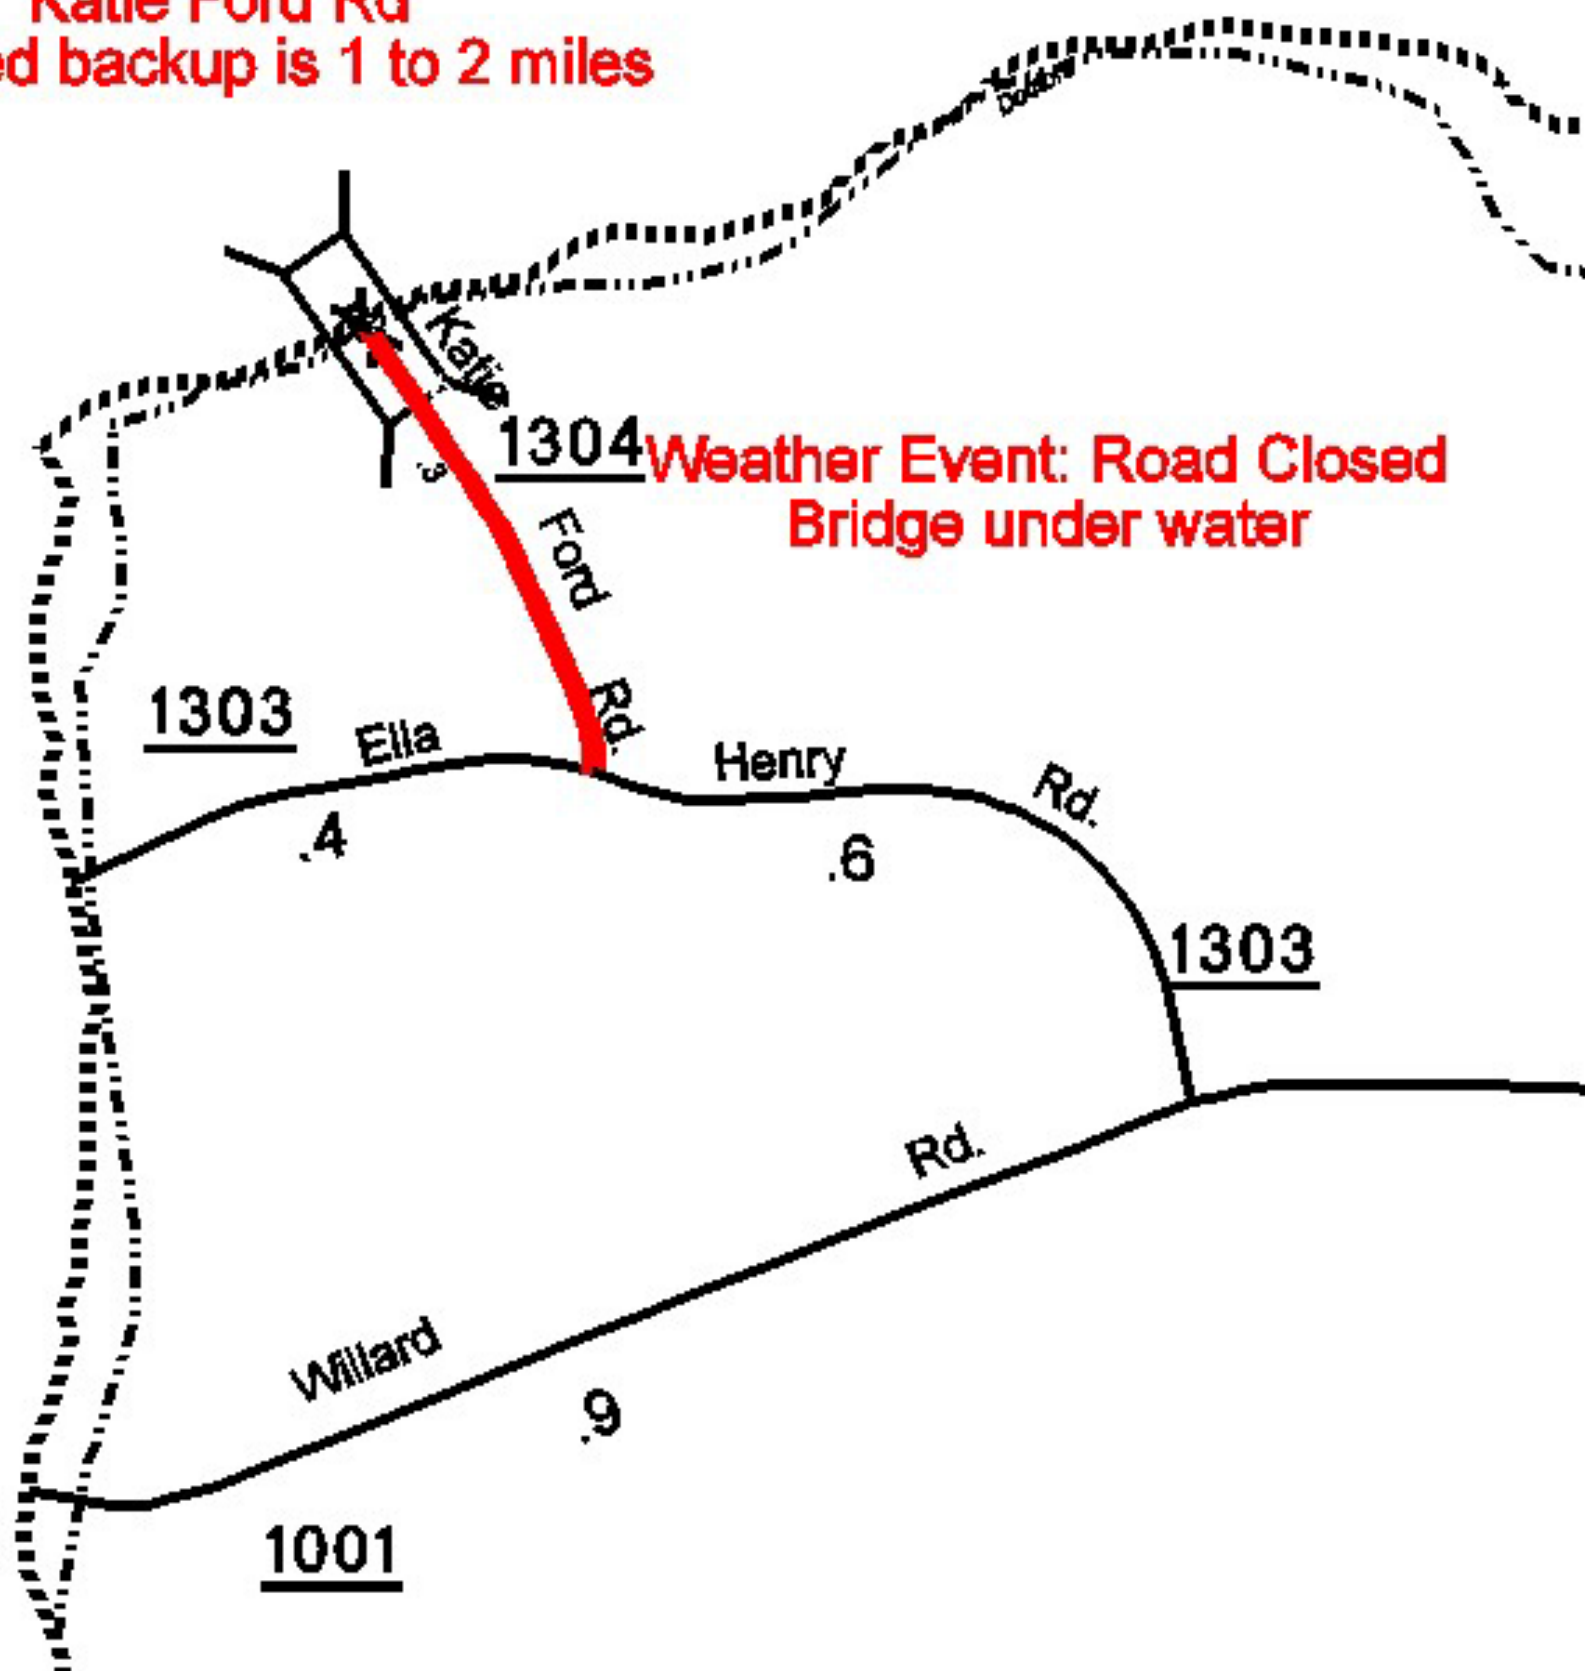 Katie Ford Rd
ed backup is 1 to 2 miles
Katie
1304
Weather Event: Road Closed
Bridge under water
.3
Ford
Rd.
1303
Ella
Henry
Rd.
.4
.6
1303
Rd.
Willard
.9
1001